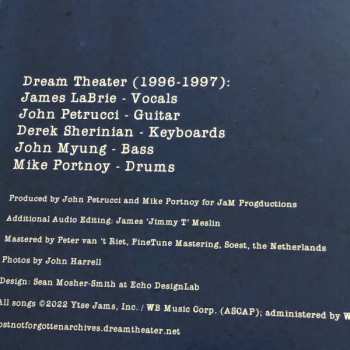 Dream Theater (1996-1997):
James LaBrie - Vocals
John Petrucci - Guitar
Derek Sherinian - Keyboards
John Myung - Bass
Mike Portnoy - Drums
Produced by John Petrucci and Mike Portnoy for JaM Progductions
Additional Audio Editing: James 'Jimmy T' Meslin
Mastered by Peter van 't Riet, FineTune Mastering, Soest, the Netherlands
Photos by John Harrell
Design: Sean Mosher-Smith at Echo DesignLab
All songs ©2022 Ytse Jams, Inc. / WB Music Corp. (ASCAP); administered by W
ostnotforgottenarchives.dreamtheater.net